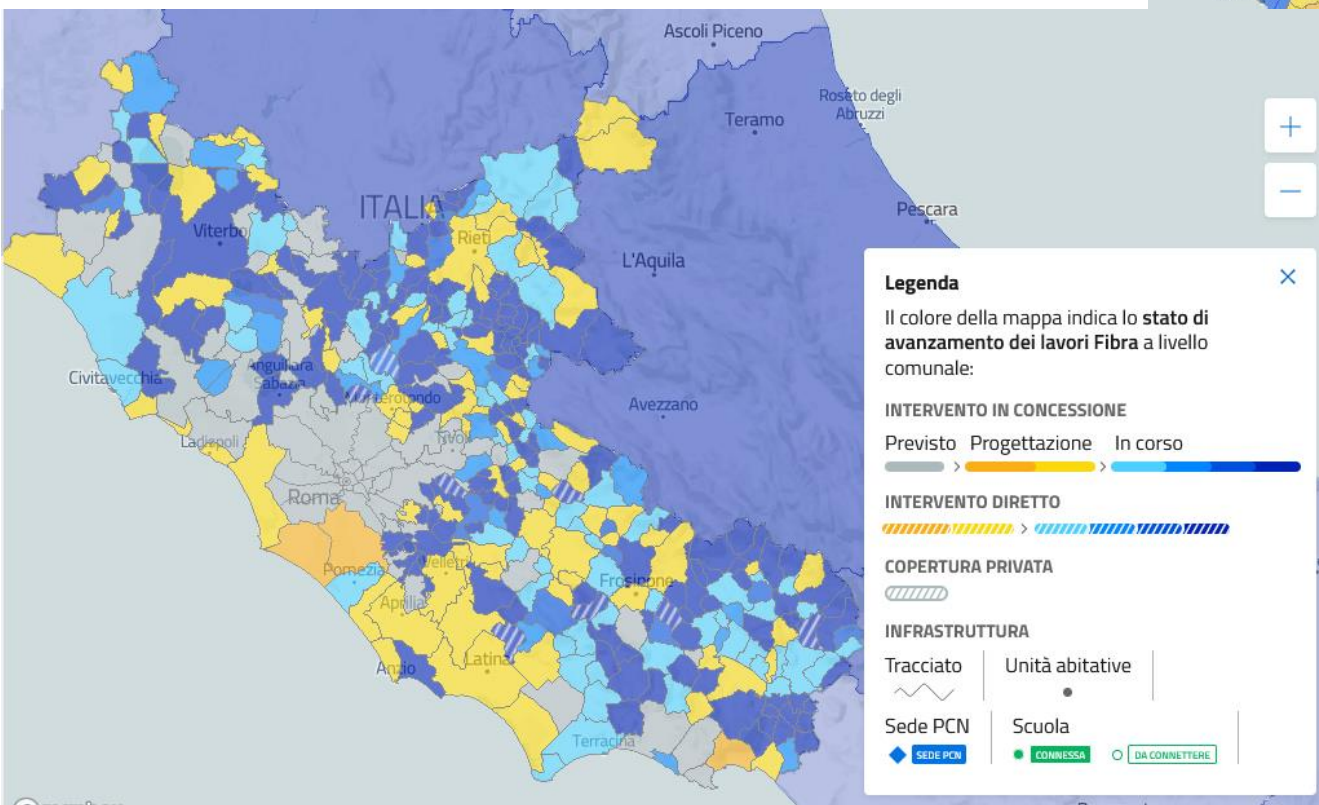 Ascoli Piceno
Roseto degli
Abruzzi
Teramo
ITALIA
Pescara
Viterbo
Rieti
L'Aquila
Civitavecchia
Anguillara
Sabazia
Monterotondo
Avezzano
Ladispoli
Tivoli
Roma
Pomezia
Velletri
Frosinone
Aprilia
Anzio
Latina
Terracina
+
−
Legenda
Il colore della mappa indica lo stato di
avanzamento dei lavori Fibra a livello
comunale:
INTERVENTO IN CONCESSIONE
Previsto Progettazione In corso
INTERVENTO DIRETTO
COPERTURA PRIVATA
INFRASTRUTTURA
Tracciato Unità abitative
Sede PCN Scuola
SEDE PCN CONNESSA DA CONNETTERE